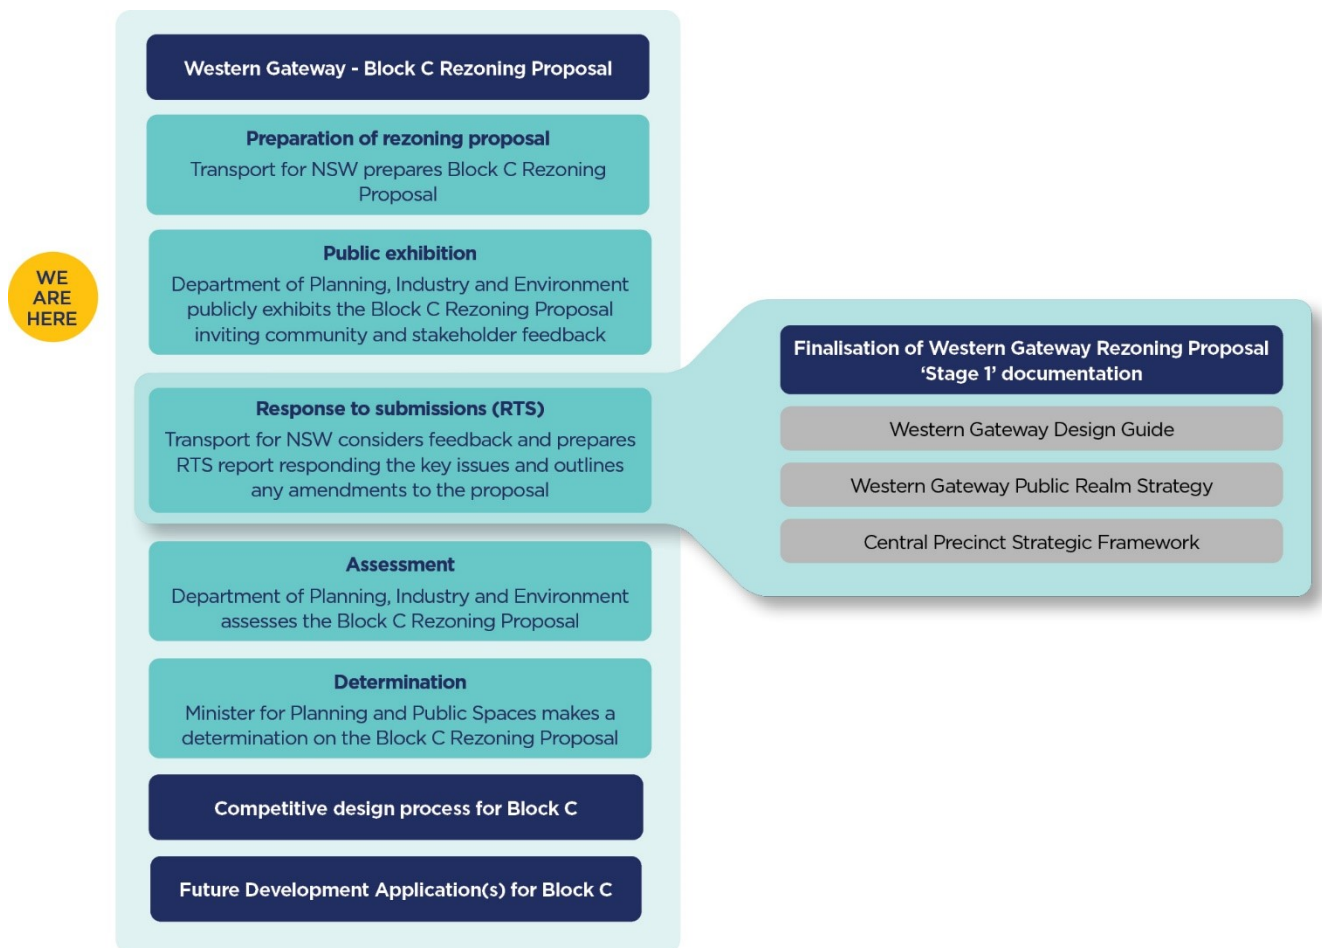 Western Gateway - Block C Rezoning Proposal
Preparation of rezoning proposal
Transport for NSW prepares Block C Rezoning
Proposal
WE
ARE
HERE
Public exhibition
Department of Planning, Industry and Environment
publicly exhibits the Block C Rezoning Proposal
inviting community and stakeholder feedback
Response to submissions (RTS)
Transport for NSW considers feedback and prepares
RTS report responding the key issues and outlines
any amendments to the proposal
Finalisation of Western Gateway Rezoning Proposal
‘Stage 1’ documentation
Western Gateway Design Guide
Western Gateway Public Realm Strategy
Central Precinct Strategic Framework
Assessment
Department of Planning, Industry and Environment
assesses the Block C Rezoning Proposal
Determination
Minister for Planning and Public Spaces makes a
determination on the Block C Rezoning Proposal
Competitive design process for Block C
Future Development Application(s) for Block C